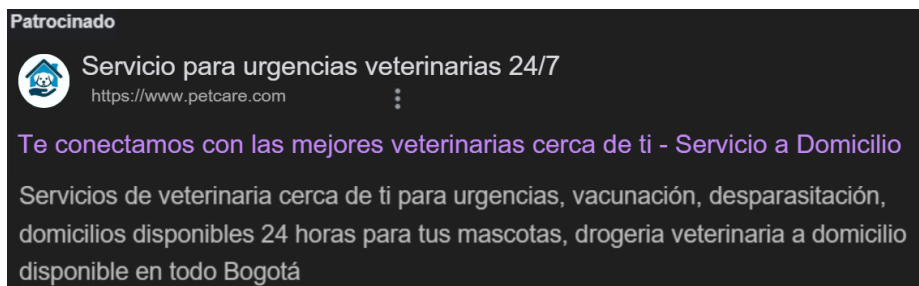 Patrocinado
Servicio para urgencias veterinarias 24/7
https://www.petcare.com
Te conectamos con las mejores veterinarias cerca de ti - Servicio a Domicilio
Servicios de veterinaria cerca de ti para urgencias, vacunación, desparasitación,
domicilios disponibles 24 horas para tus mascotas, drogeria veterinaria a domicilio
disponible en todo Bogotá